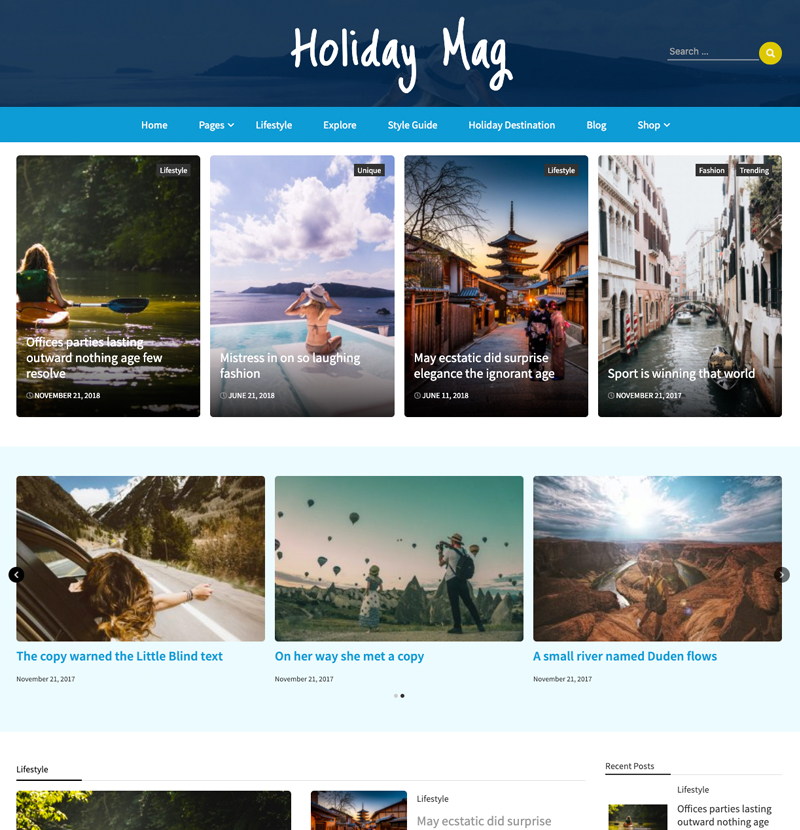 Holiday Mag
Search ...
Home
Pages
Lifestyle
Explore
Style Guide
Holiday Destination
Blog
Shop
Lifestyle
Offices parties lasting
outward nothing age few
resolve
NOVEMBER 21, 2018
Unique
Mistress in on so laughing
fashion
JUNE 21, 2018
Lifestyle
May ecstatic did surprise
elegance the ignorant age
JUNE 11, 2018
Fashion
Trending
Sport is winning that world
NOVEMBER 21, 2017
The copy warned the Little Blind text
November 21, 2017
On her way she met a copy
November 21, 2017
A small river named Duden flows
November 21, 2017
Lifestyle
Lifestyle
May ecstatic did surprise
Recent Posts
Lifestyle
Offices parties lasting
outward nothing age